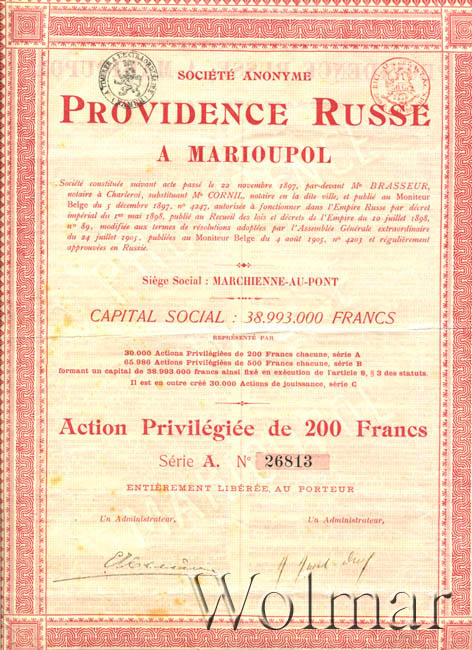 SOCIÉTÉ ANONYME
PROVIDENCE RUSSE
A MARIOUPOL
Société constituée suivant acte passé le 22 novembre 1897, par-devant Me BRASSEUR,
notaire à Charleroi, substituant Me CORNIL, notaire en la dite ville, et publié au Moniteur
Belge du 5 décembre 1897, no 4247, autorisée à fonctionner dans l'Empire Russe par décret
impérial du 1er mai 1898, publié au Recueil des lois et décrets de l'Empire du 10 juillet 1898,
no 89, modifiée aux termes de résolutions adoptées par l'Assemblée Générale extraordinaire
du 24 juillet 1905, publiées au Moniteur Belge du 4 août 1905, no 4203 et régulièrement
approuvées en Russie.
Siège Social : MARCHIENNE-AU-PONT
CAPITAL SOCIAL : 38.993.000 FRANCS
REPRÉSENTÉ PAR
30.000 Actions Privilégiées de 200 Francs chacune, série A
65.986 Actions Privilégiées de 500 Francs chacune, série B
formant un capital de 38.993.000 francs ainsi fixé en exécution de l'article 6, § 3 des statuts.
Il est en outre créé 30.000 Actions de jouissance, série C
Action Privilégiée de 200 Francs
Série A. No 26813
ENTIÈREMENT LIBÉRÉE, AU PORTEUR
Un Administrateur, Un Administrateur,
Wolmar